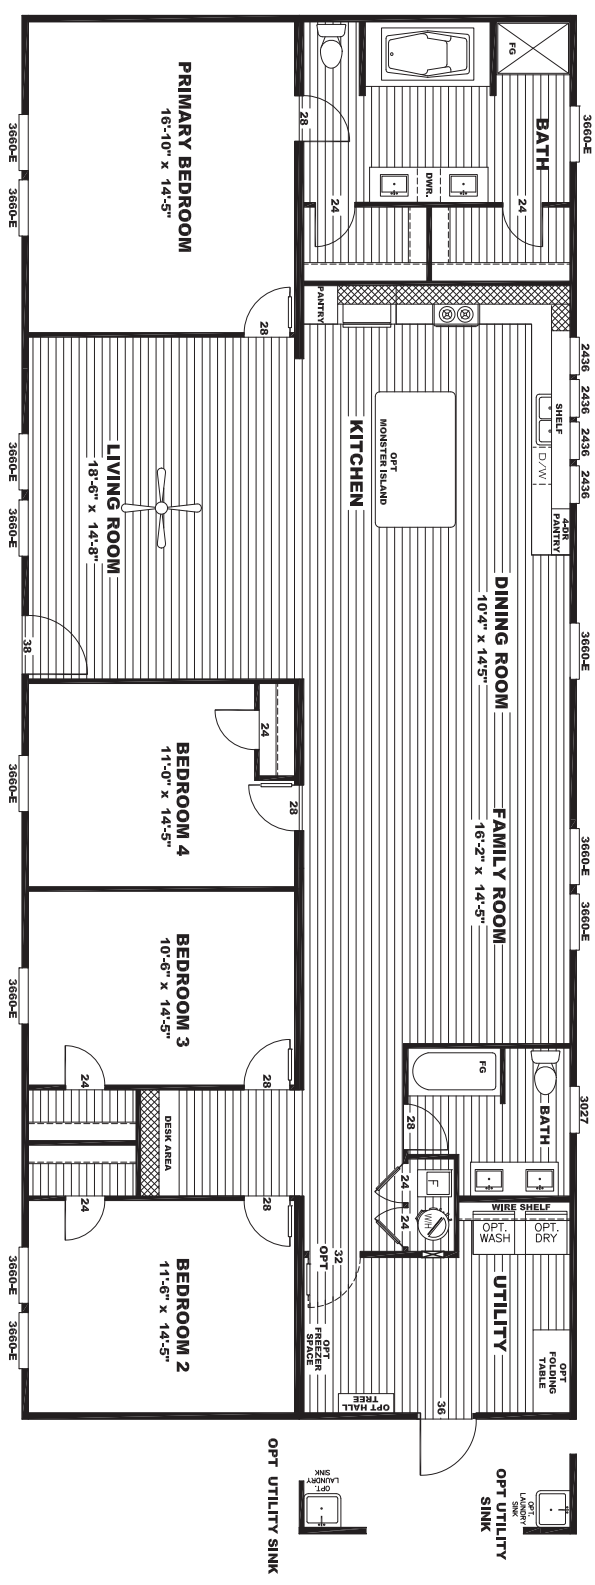 PRIMARY BEDROOM
16'-10" x 14'-5"
3660-E
3660-E
28
28
FG
BATH
3660-E
DWR.
24
24
PANTRY
2436
2436
2436
2436
SHELF
D/W
4-DR
PANTRY
OPT
MONSTER ISLAND
KITCHEN
LIVING ROOM
18'-6" x 14'-8"
3660-E
3660-E
38
DINING ROOM
10'4" x 14'5"
3660-E
FAMILY ROOM
16'-2" x 14'-5"
3660-E
3660-E
24
28
BEDROOM 4
11'-0" x 14'-5"
3660-E
BEDROOM 3
10'-6" x 14'-5"
3660-E
24
28
DESK AREA
24
28
FG
BATH
3027
28
24
24
F
W/H
WIRE SHELF
OPT.
WASH
OPT.
DRY
UTILITY
32
OPT
OPT
FREEZER
SPACE
OPT
FOLDING
TABLE
OPT HALL
TREE
36
BEDROOM 2
11'-6" x 14'-5"
3660-E
3660-E
OPT UTILITY SINK
OPT.
LAUNDRY
SINK
OPT UTILITY
SINK
OPT.
LAUNDRY
SINK